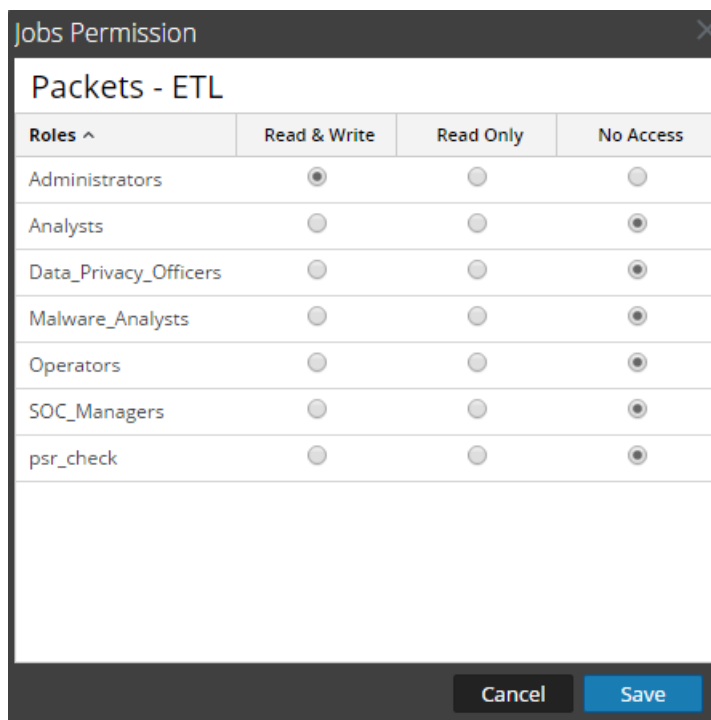 Jobs Permission
Packets - ETL
Roles Read & Write Read Only No Access
Administrators
Analysts
Data_Privacy_Officers
Malware_Analysts
Operators
SOC_Managers
psr_check
Cancel Save